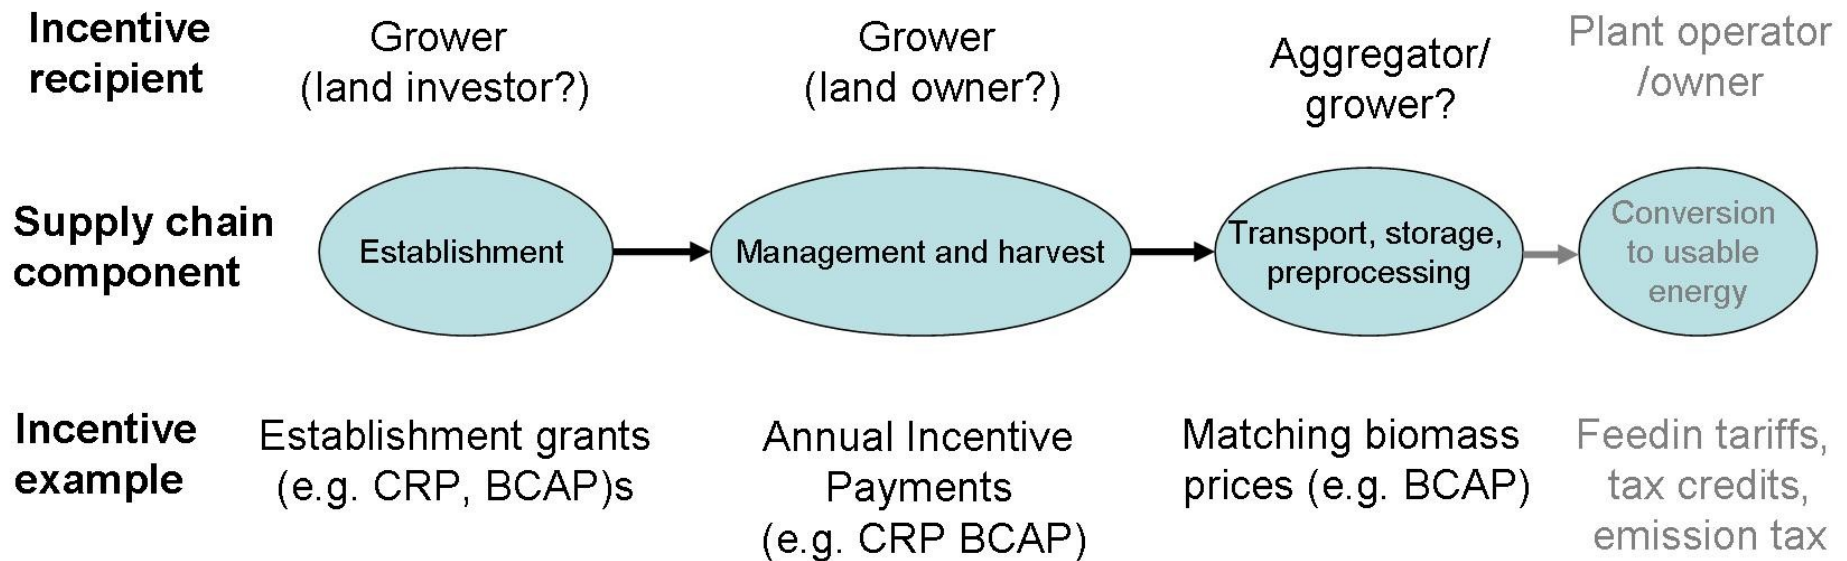 Incentive
recipient
Grower
(land investor?)
Grower
(land owner?)
Aggregator/
grower?
Plant operator
/owner
Supply chain
component
Establishment
Management and harvest
Transport, storage,
preprocessing
Conversion
to usable
energy
Incentive
example
Establishment grants
(e.g. CRP, BCAP)s
Annual Incentive
Payments
(e.g. CRP BCAP)
Matching biomass
prices (e.g. BCAP)
Feedin tariffs,
tax credits,
emission tax